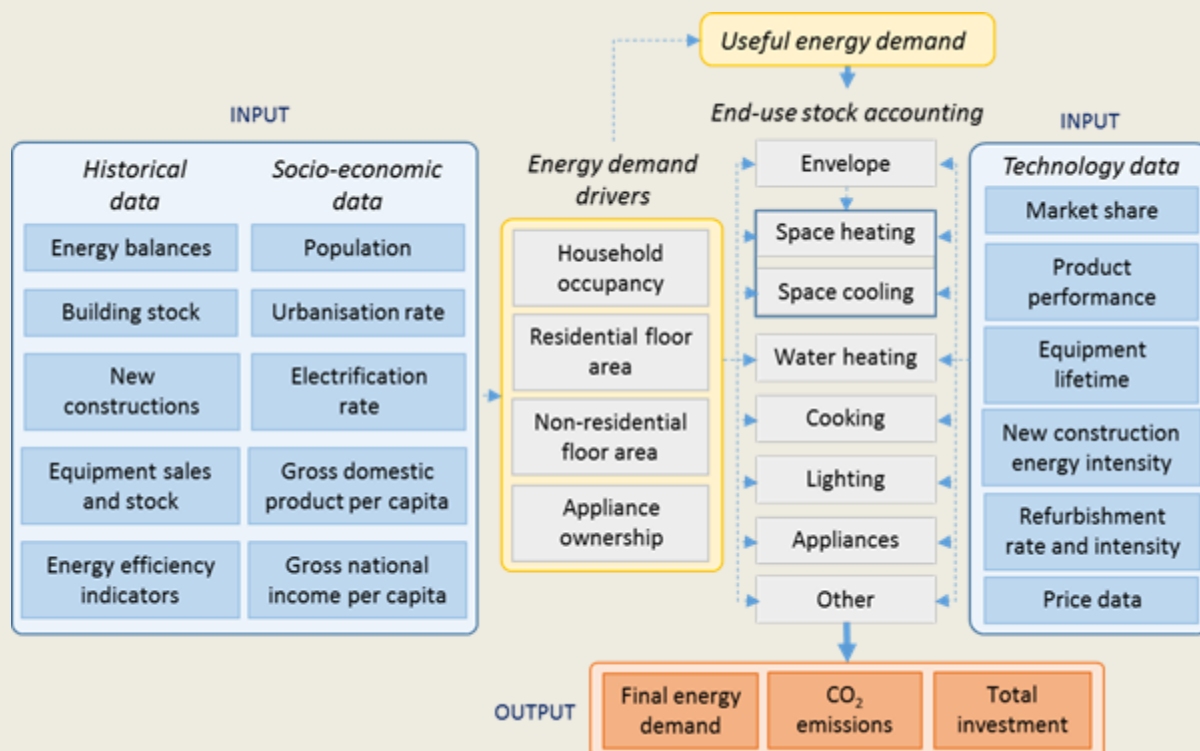 Useful energy demand
INPUT
End-use stock accounting
INPUT
Historical
data
Socio-economic
data
Energy balances
Population
Building stock
Urbanisation rate
New
constructions
Electrification
rate
Equipment sales
and stock
Gross domestic
product per capita
Energy efficiency
indicators
Gross national
income per capita
Energy demand
drivers
Household
occupancy
Residential floor
area
Non-residential
floor area
Appliance
ownership
Envelope
Space heating
Space cooling
Water heating
Cooking
Lighting
Appliances
Other
Technology data
Market share
Product
performance
Equipment
lifetime
New construction
energy intensity
Refurbishment
rate and intensity
Price data
OUTPUT
Final energy
demand
CO₂
emissions
Total
investment